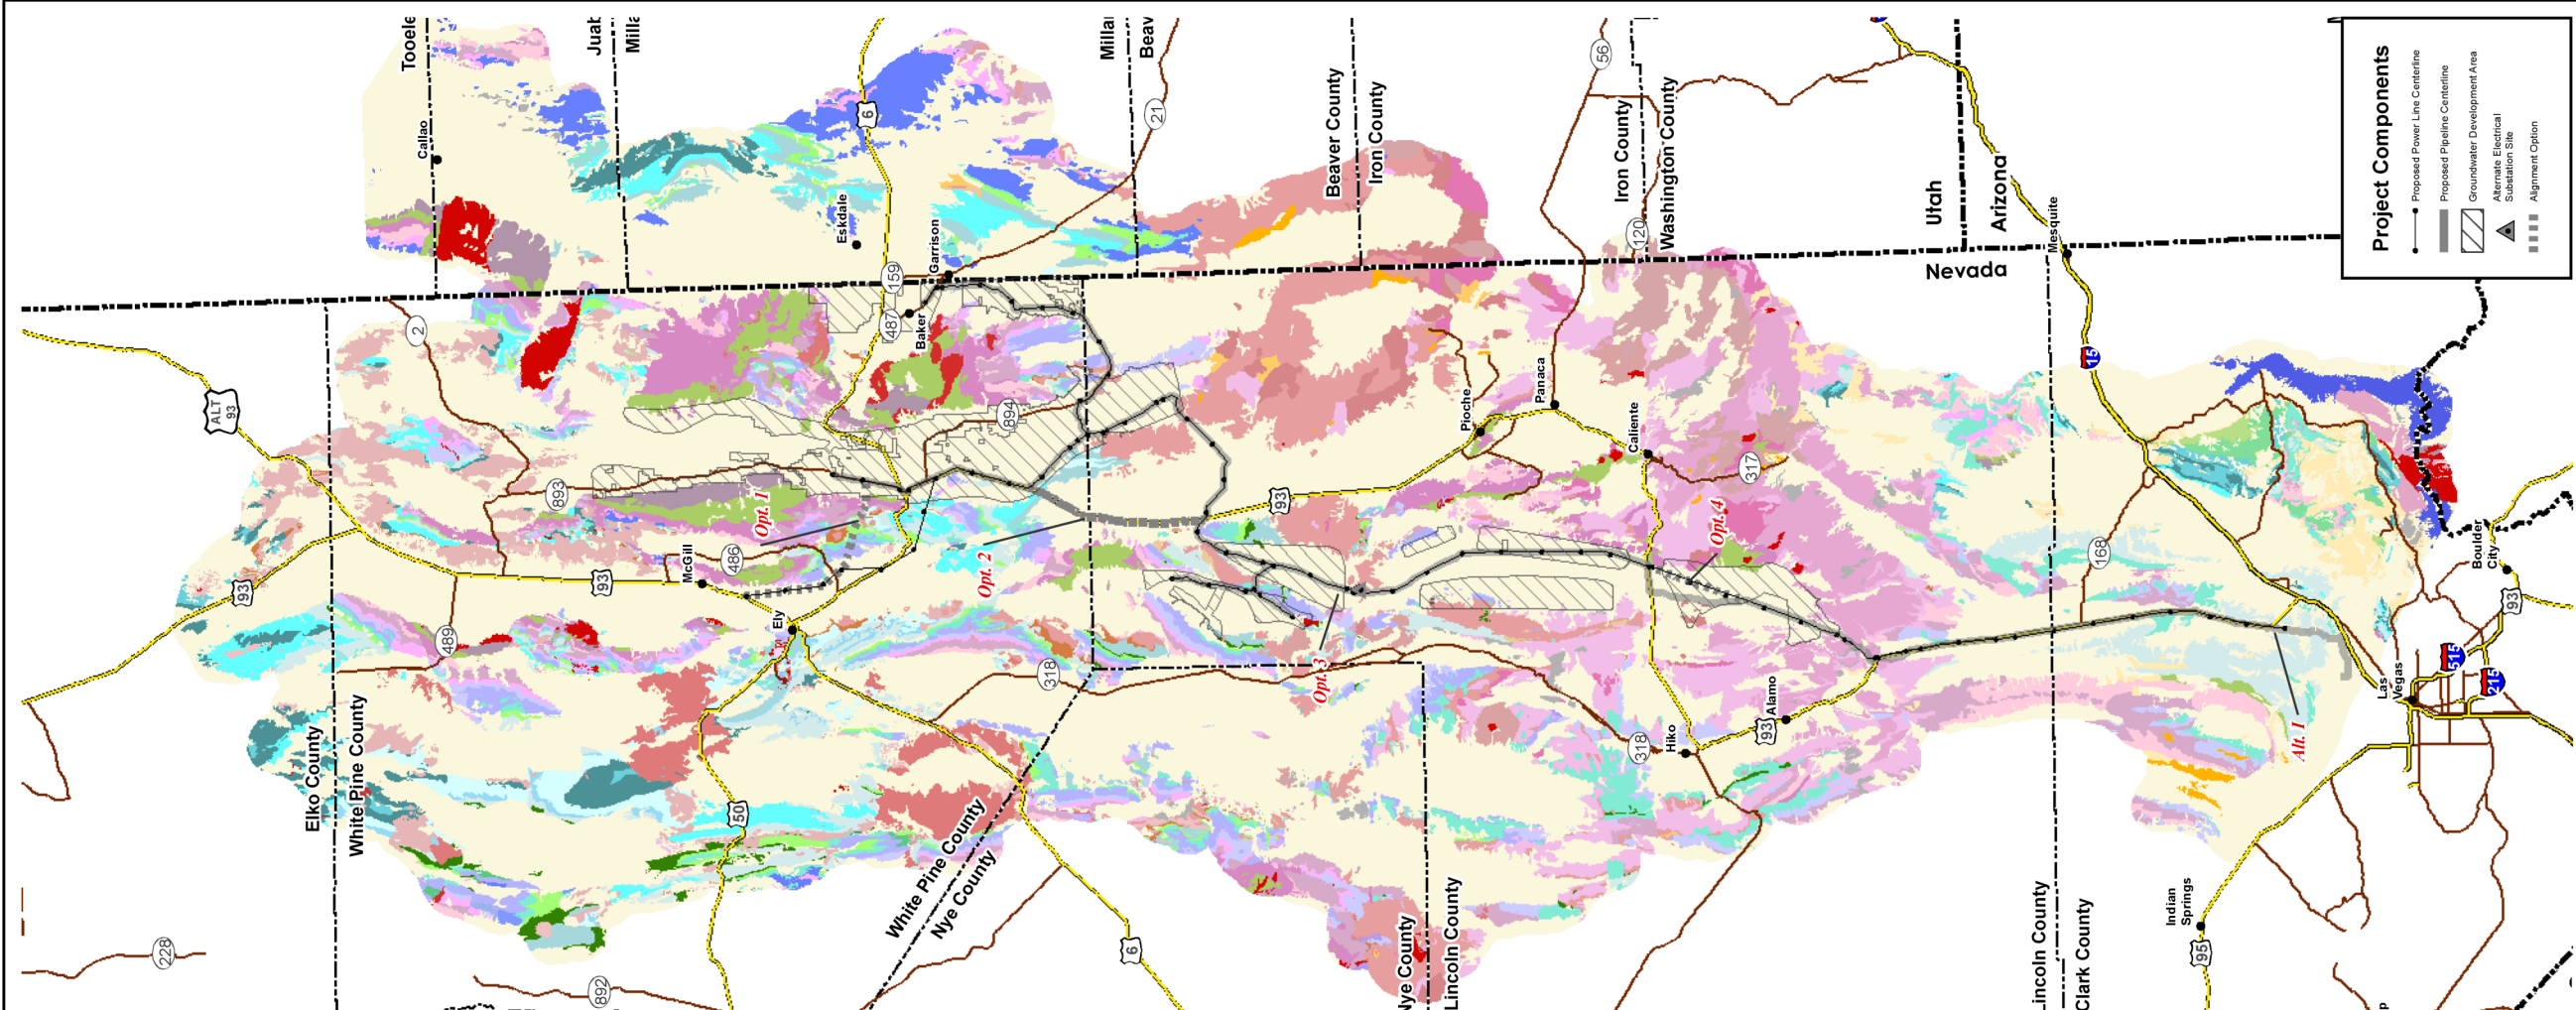 Project Components
Proposed Power Line Centerline
Proposed Pipeline Centerline
Groundwater Development Area
Alternate Electrical
Substation Site
Alignment Option
Tooele
Juab
Milla
Millar
Beav
Callao
Eskdale
Garrison
Baker
6
21
56
159
487
Beaver County
Iron County
Iron County
Washington County
120
Utah
Arizona
Nevada
Mesquite
15
2
ALT
93
893
894
Opt. 1
486
McGill
93
93
489
Ely
Opt. 2
93
Pioche
Panaca
Caliente
317
Opt. 4
Opt. 3
318
318
Hiko
93
Alamo
168
Boulder
City
93
515
215
Las
Vegas
Alt. 1
Elko County
White Pine County
50
White Pine County
Nye County
6
Nye County
Lincoln County
Lincoln County
Clark County
Indian
Springs
95
228
892